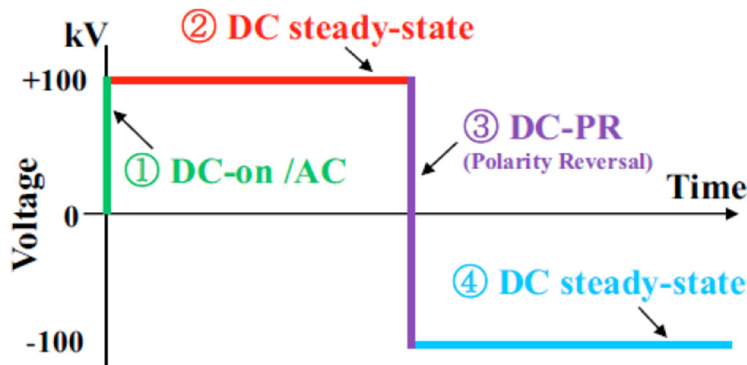 kV
② DC steady-state
+100
① DC-on /AC
③ DC-PR
(Polarity Reversal)
Time
Voltage
0
④ DC steady-state
-100